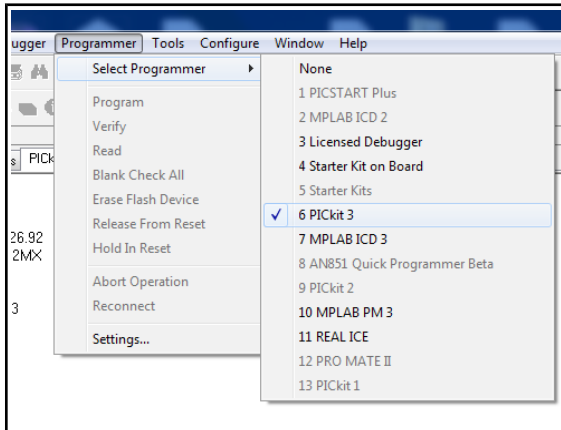 ugger Programmer Tools Configure Window Help
Select Programmer
Program
Verify
Read
Blank Check All
Erase Flash Device
Release From Reset
Hold In Reset
Abort Operation
Reconnect
Settings...
None
1 PICSTART Plus
2 MPLAB ICD 2
3 Licensed Debugger
4 Starter Kit on Board
5 Starter Kits
6 PICkit 3
7 MPLAB ICD 3
8 AN851 Quick Programmer Beta
9 PICkit 2
10 MPLAB PM 3
11 REAL ICE
12 PRO MATE II
13 PICkit 1
s PICk
26.92
2MX
3